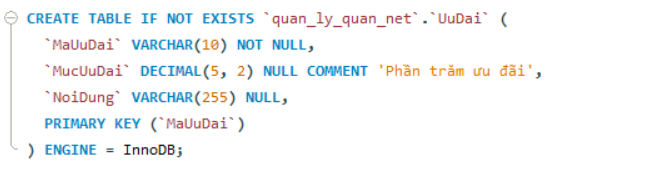 CREATE TABLE IF NOT EXISTS `quan_ly_quan_net`.`UuDai` (
`MaUuDai` VARCHAR(10) NOT NULL,
`MucUuDai` DECIMAL(5, 2) NULL COMMENT 'Phần trăm ưu đãi',
`NoiDung` VARCHAR(255) NULL,
PRIMARY KEY (`MaUuDai`)
) ENGINE = InnoDB;